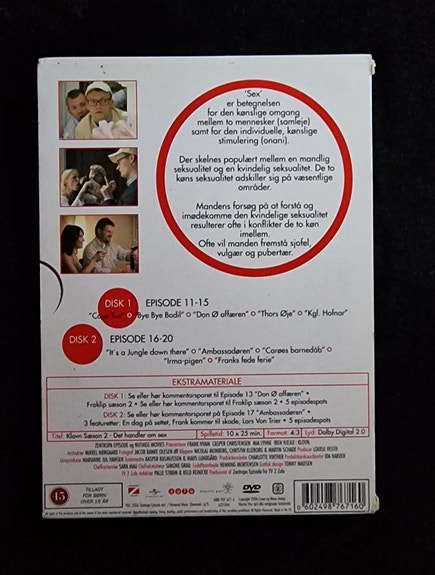 'Sex'
er betegnelsen
for den kønslige omgang
mellem to mennesker (samleje)
samt for den individuelle, kønslige
stimulering (onani).
Der skelnes populært mellem en mandlig
seksualitet og en kvindelig seksualitet. De to
køns seksualitet adskiller sig på væsentlige
områder.
Mandens forsøg på at forstå og
imødekomme den kvindelige seksualitet
resulterer ofte i konflikter de to køn
imellem.
Ofte vil manden fremstå sjofel,
vulgær og pubertær.
DISK 1 EPISODE 11-15
"Carøe Bye Bye Bodil" "Don Ø affæren" "Thors Øje" "Kgl. Hofnar"
DISK 2 EPISODE 16-20
"It's a Jungle down there" "Ambassadøren" "Carøes barnedåb"
"Irma-pigen" "Franks fede ferie"
EKSTRAMATERIALE
DISK 1: Se eller hør kommentarsporet til Episode 13 "Don Ø affæren" •
Fraklip sæson 2 • Se eller hør kommentarsporet til Fraklip sæson 2 • 5 episodespots
DISK 2: Se eller hør kommentarsporet på Episode 17 "Ambassadøren" •
3 featuretter: En dag på settet, Frank kommer til skade, Lars Von Trier • 5 episodespots
Titel: Klovn Sæson 2 - Det handler om sex Spilletid: 10 x 25 min. Format: 4:3 Lyd: Dolby Digital 2.0
15
TILLADT
FOR BØRN
OVER 15 ÅR
zulu
DVD
0 602498 767160